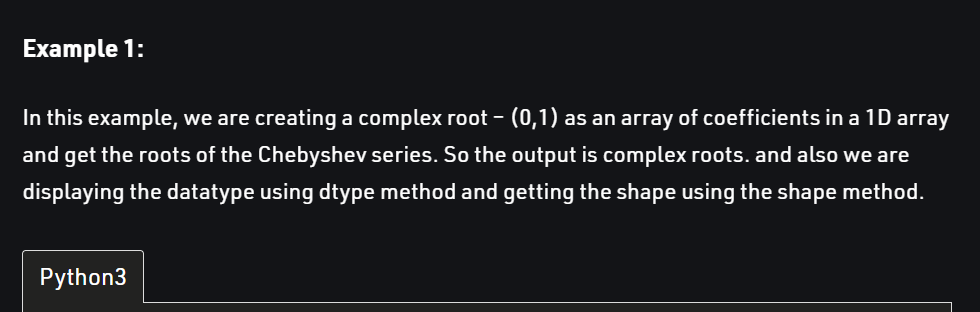 Example 1:
In this example, we are creating a complex root – (0,1) as an array of coefficients in a 1D array
and get the roots of the Chebyshev series. So the output is complex roots. and also we are
displaying the datatype using dtype method and getting the shape using the shape method.
Python3